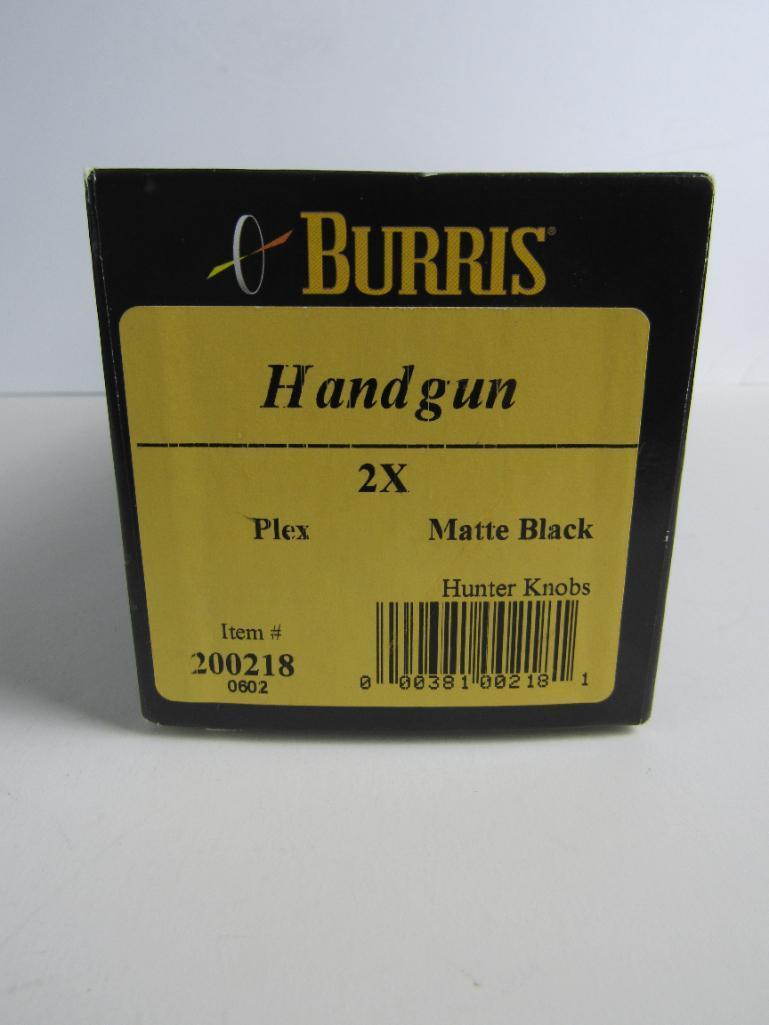 BURRIS®
Handgun
2X
Plex Matte Black
Hunter Knobs
Item #
200218
0602
0 00381 00218 1